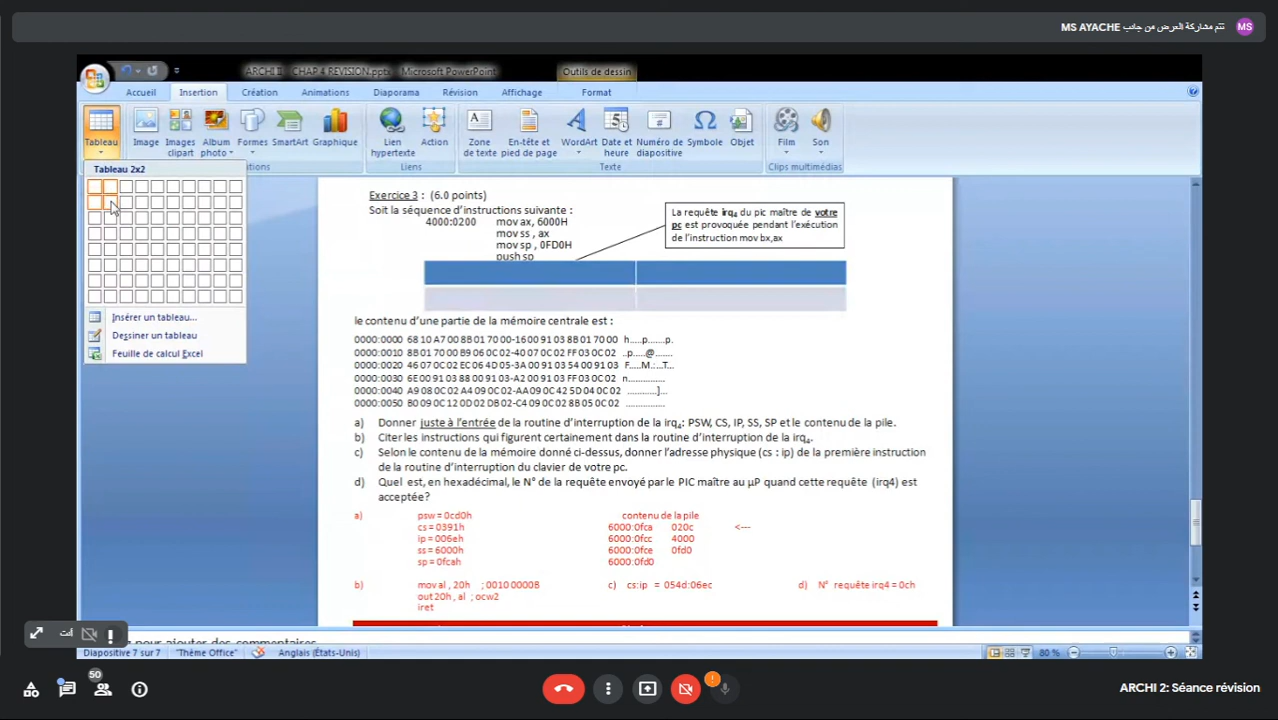 تتم مشاركة العرض من جانب MS AYACHE
MS
ARCHI II CHAP 4 REVISION.pptx Microsoft PowerPoint
Outils de dessin
Accueil Insertion Création Animations Diaporama Révision Affichage Format
Tableau Image Images clipart Album photo Formes SmartArt Graphique Lien hypertexte Action Zone de texte En-tête et pied de page WordArt Date et heure Numéro de diapositive Symbole Objet Film Son
Liens Texte Clips multimédias
Tableau 2x2
Insérer un tableau...
Dessiner un tableau
Feuille de calcul Excel
Exercice 3 : (6.0 points)
Soit la séquence d'instructions suivante :
4000:0200 mov ax, 6000H
mov ss , ax
mov sp , 0FD0H
push sp
La requête irq4 du pic maître de votre
pc est provoquée pendant l'exécution
de l'instruction mov bx,ax
le contenu d'une partie de la mémoire centrale est :
0000:0000 68 10 A7 00 8B 01 70 00-16 00 91 03 8B 01 70 00 h.....p.......p.
0000:0010 8B 01 70 00 B9 06 0C 02-40 07 0C 02 FF 03 0C 02 ..p.....@.......
0000:0020 46 07 0C 02 EC 06 4D 05-3A 00 91 03 54 00 91 03 F.....M.:...T...
0000:0030 6E 00 91 03 88 00 91 03-A2 00 91 03 FF 03 0C 02 n...............
0000:0040 A9 08 0C 02 A4 09 0C 02-AA 09 0C 42 5D 04 0C 02 ............]...
0000:0050 B0 09 0C 12 0D 02 DB 02-C4 09 0C 02 8B 05 0C 02 ................
a) Donner juste à l'entrée de la routine d'interruption de la irq4: PSW, CS, IP, SS, SP et le contenu de la pile.
b) Citer les instructions qui figurent certainement dans la routine d'interruption de la irq4.
c) Selon le contenu de la mémoire donné ci-dessus, donner l'adresse physique (cs : ip) de la première instruction
de la routine d'interruption du clavier de votre pc.
d) Quel est, en hexadécimal, le N° de la requête envoyé par le PIC maître au µP quand cette requête (irq4) est
acceptée?
a) psw = 0cd0h contenu de la pile
cs = 0391h 6000:0fca 020c <---
ip = 006eh 6000:0fcc 4000
ss = 6000h 6000:0fce 0fd0
sp = 0fcah 6000:0fd0
b) mov al , 20h ; 0010 0000B c) cs:ip = 054d:06ec d) N° requête irq4 = 0ch
out 20h , al ; ocw2
iret
أنت
pour ajouter des commentaires
Diapositive 7 sur 7 "Thème Office" Anglais (États-Unis) 80 %
50
ARCHI 2: Séance révision